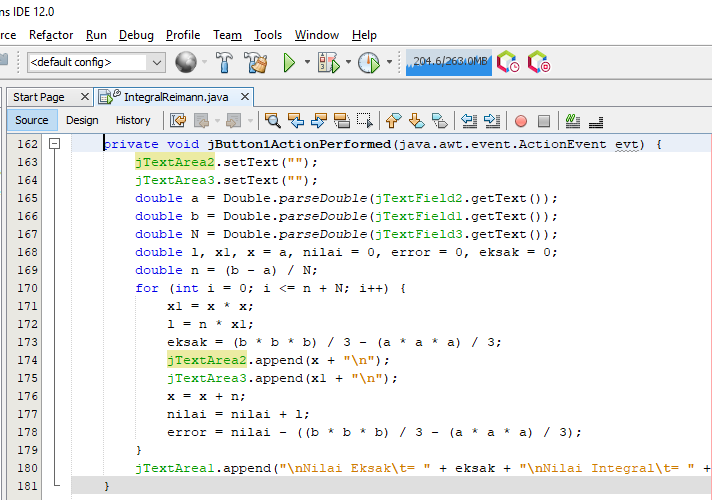 ns IDE 12.0
rce Refactor Run Debug Profile Team Tools Window Help
<default config> 204.6/263.0MB
Start Page IntegralReimann.java
Source Design History
162 private void jButton1ActionPerformed(java.awt.event.ActionEvent evt) {
163 jTextArea2.setText("");
164 jTextArea3.setText("");
165 double a = Double.parseDouble(jTextField2.getText());
166 double b = Double.parseDouble(jTextField1.getText());
167 double N = Double.parseDouble(jTextField3.getText());
168 double l, x1, x = a, nilai = 0, error = 0, eksak = 0;
169 double n = (b - a) / N;
170 for (int i = 0; i <= n + N; i++) {
171 x1 = x * x;
172 l = n * x1;
173 eksak = (b * b * b) / 3 - (a * a * a) / 3;
174 jTextArea2.append(x + "\n");
175 jTextArea3.append(x1 + "\n");
176 x = x + n;
177 nilai = nilai + l;
178 error = nilai - ((b * b * b) / 3 - (a * a * a) / 3);
179 }
180 jTextArea1.append("\nNilai Eksak\t= " + eksak + "\nNilai Integral\t= " +
181 }